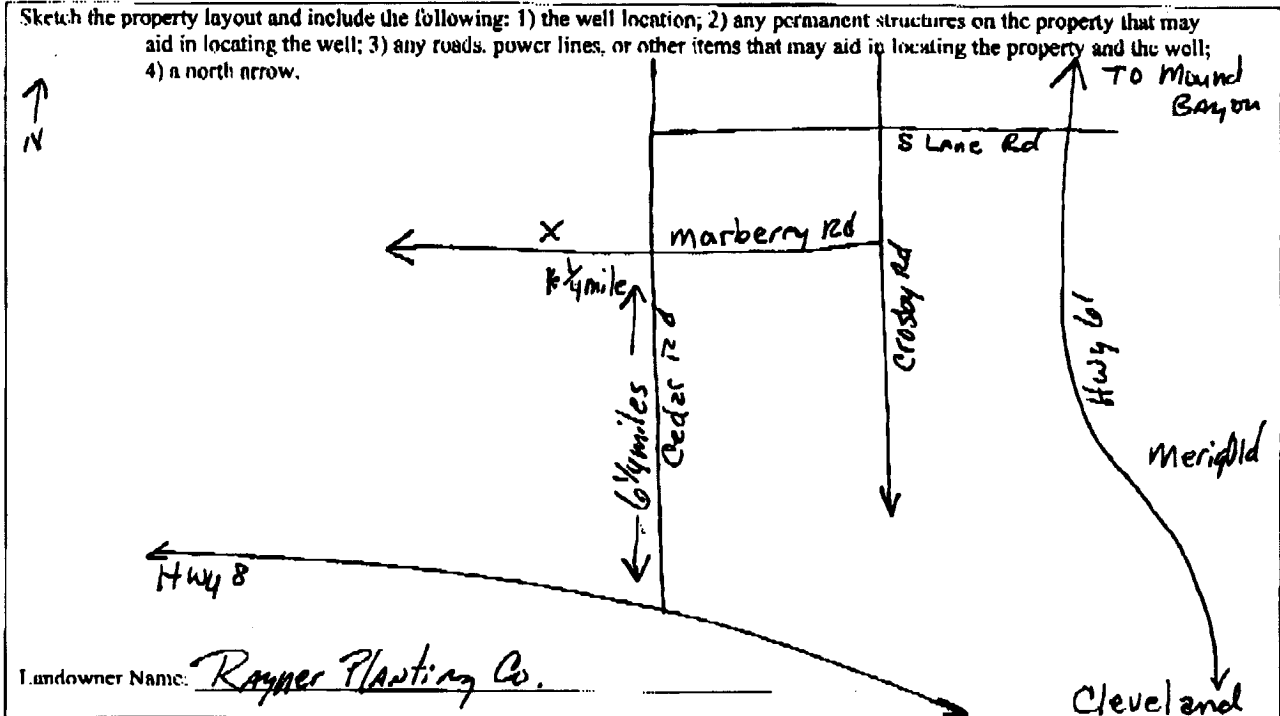 Sketch the property layout and include the following: 1) the well location; 2) any permanent structures on the property that may
aid in locating the well; 3) any roads, power lines, or other items that may aid in locating the property and the well;
4) a north arrow.
TO Mound
BAyou
N
S Lane Rd
X
Marberry Rd
1/4 mile
Crosby Rd
Cedar Rd
6 1/4 miles
Hwy 61
Merigold
Hwy 8
Landowner Name: Rayner Planting Co.
Cleveland